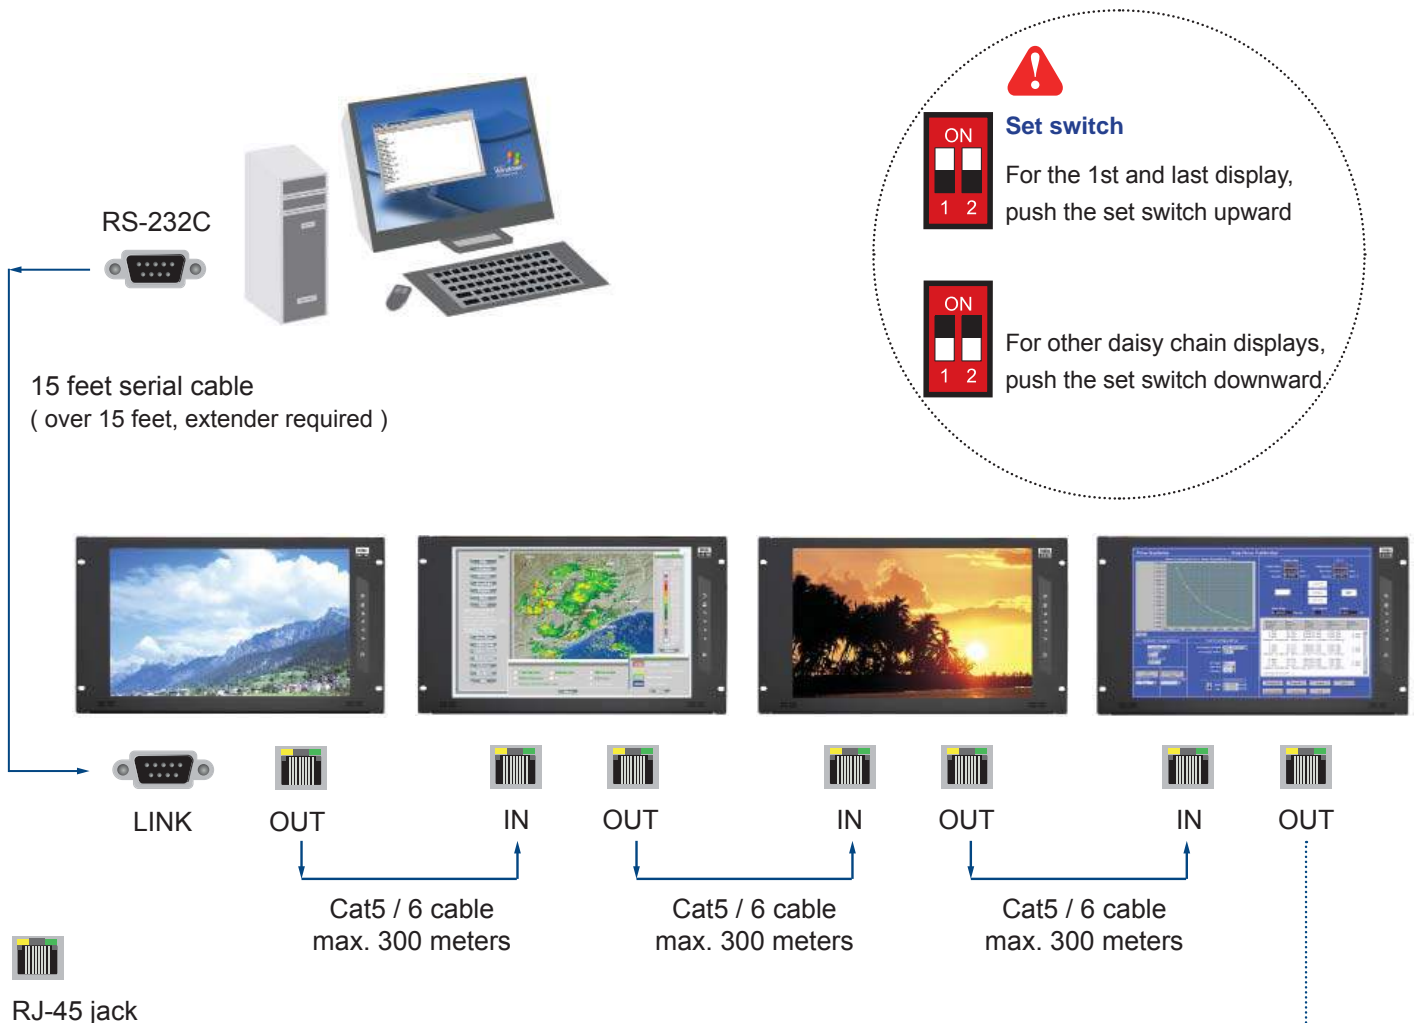 RS-232C
15 feet serial cable
( over 15 feet, extender required )
Set switch
ON
1 2
For the 1st and last display,
push the set switch upward
ON
1 2
For other daisy chain displays,
push the set switch downward.
Windows
LINK
OUT
IN
OUT
IN
OUT
IN
OUT
Cat5 / 6 cable
max. 300 meters
Cat5 / 6 cable
max. 300 meters
Cat5 / 6 cable
max. 300 meters
RJ-45 jack